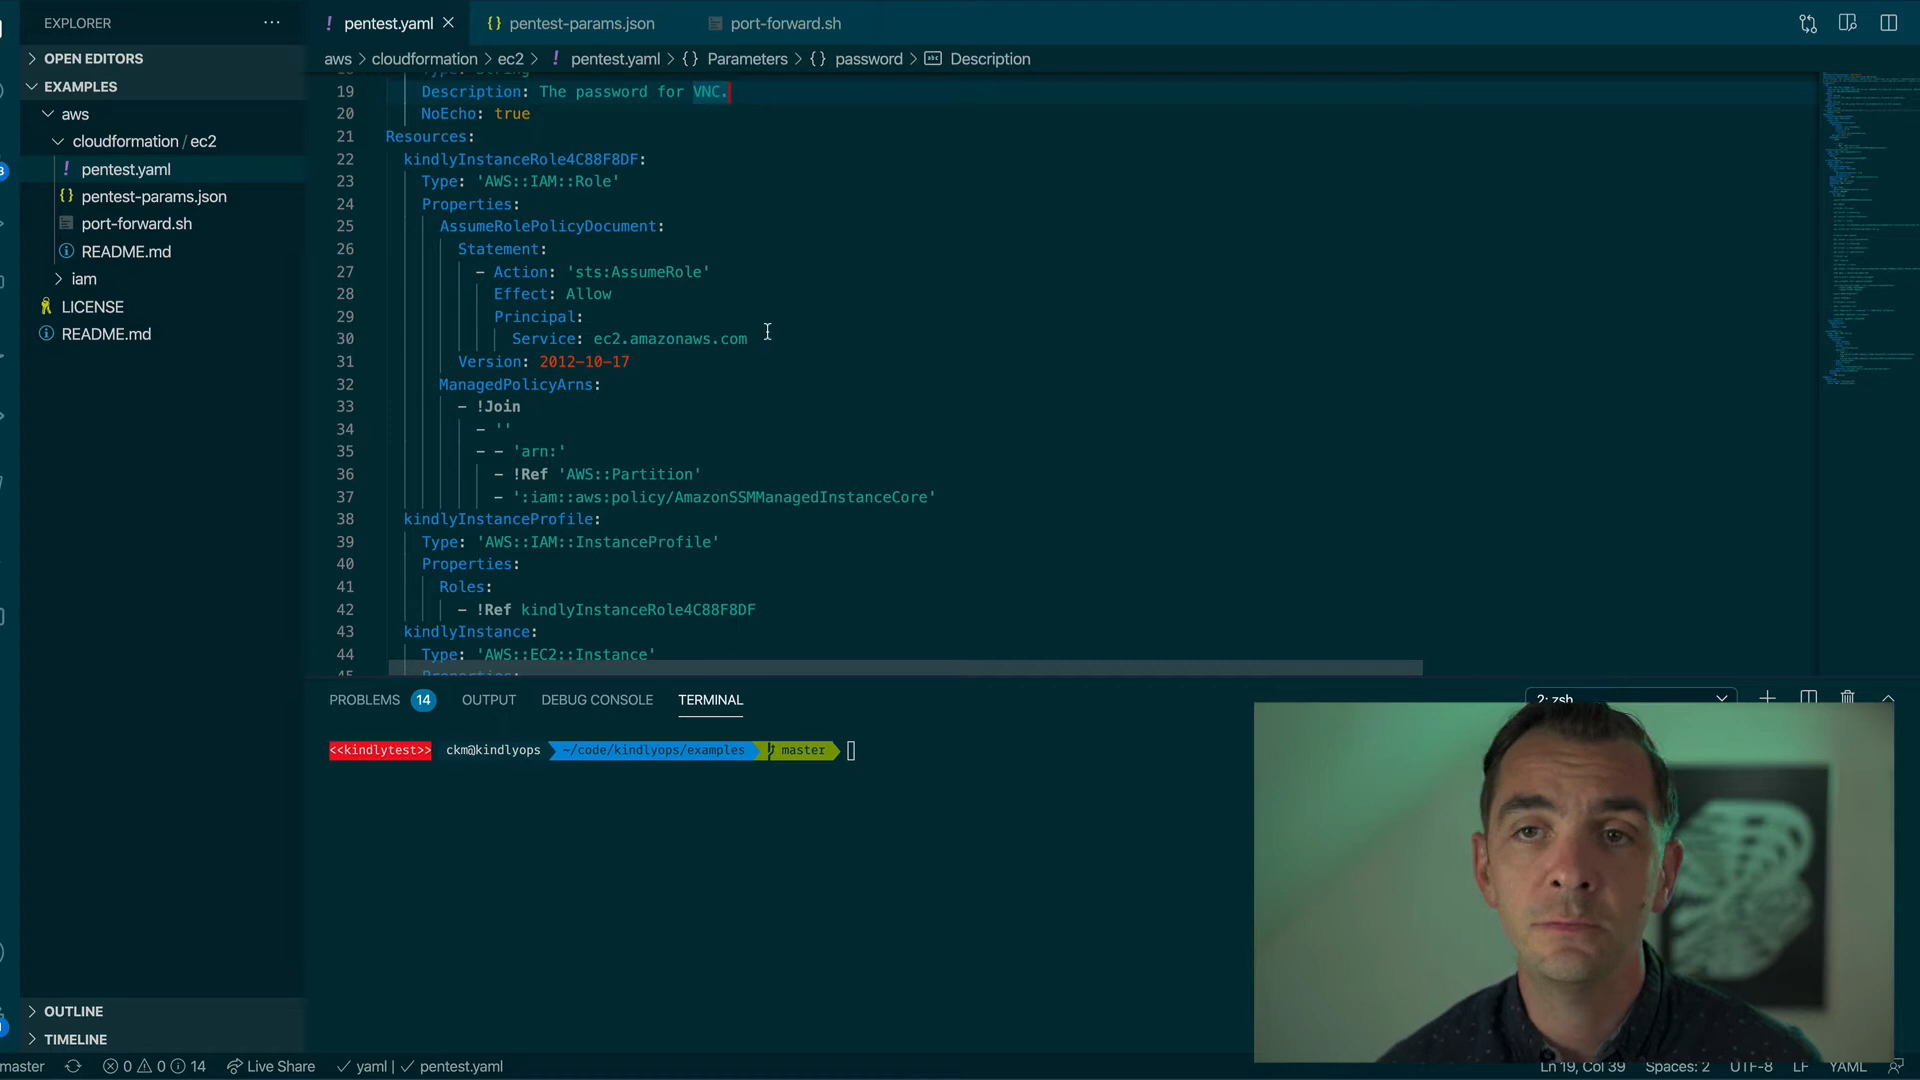 EXPLORER
OPEN EDITORS
EXAMPLES
aws
cloudformation / ec2
pentest.yaml
pentest-params.json
port-forward.sh
README.md
iam
LICENSE
README.md
OUTLINE
TIMELINE
pentest.yaml
pentest-params.json
port-forward.sh
aws > cloudformation > ec2 > ! pentest.yaml > {} Parameters > {} password > Description
19 Description: The password for VNC.
20 NoEcho: true
21 Resources:
22 kindlyInstanceRole4C88F8DF:
23 Type: 'AWS::IAM::Role'
24 Properties:
25 AssumeRolePolicyDocument:
26 Statement:
27 - Action: 'sts:AssumeRole'
28 Effect: Allow
29 Principal:
30 Service: ec2.amazonaws.com
31 Version: 2012-10-17
32 ManagedPolicyArns:
33 - !Join
34 - ''
35 - - 'arn:'
36 - !Ref 'AWS::Partition'
37 - ':iam::aws:policy/AmazonSSMManagedInstanceCore'
38 kindlyInstanceProfile:
39 Type: 'AWS::IAM::InstanceProfile'
40 Properties:
41 Roles:
42 - !Ref kindlyInstanceRole4C88F8DF
43 kindlyInstance:
44 Type: 'AWS::EC2::Instance'
PROBLEMS 14 OUTPUT DEBUG CONSOLE TERMINAL 2: zsh
<<kindlytest>> ckm@kindlyops ~/code/kindlyops/examples master
master 0 0 14 Live Share yaml | pentest.yaml Ln 19, Col 39 Spaces: 2 UTF-8 LF YAML